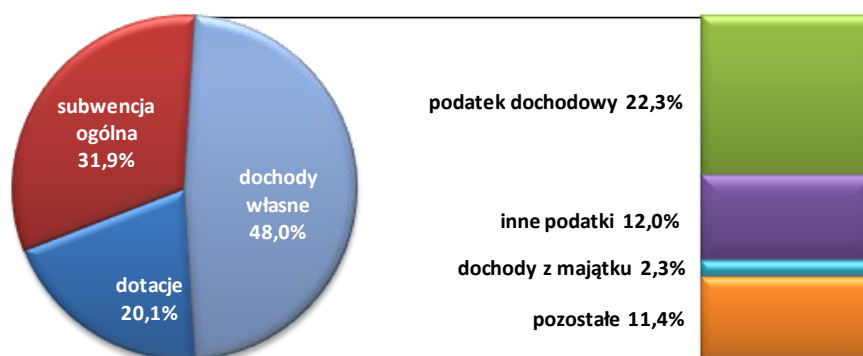 subwencja
ogólna
31,9%
dochody
własne
48,0%
dotacje
20,1%
podatek dochodowy 22,3%
inne podatki 12,0%
dochody z majątku 2,3%
pozostałe 11,4%